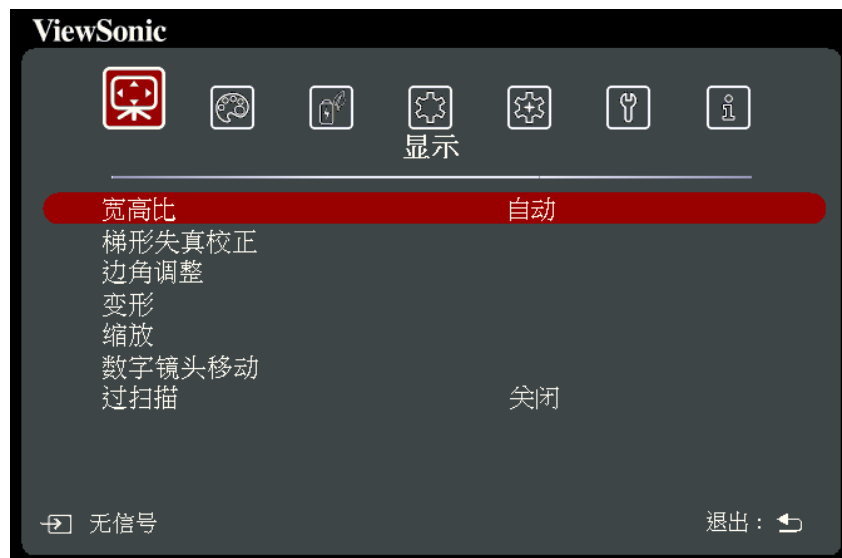 ViewSonic
显示
宽高比 自动
梯形失真校正
边角调整
变形
缩放
数字镜头移动
过扫描 关闭
无信号 退出：